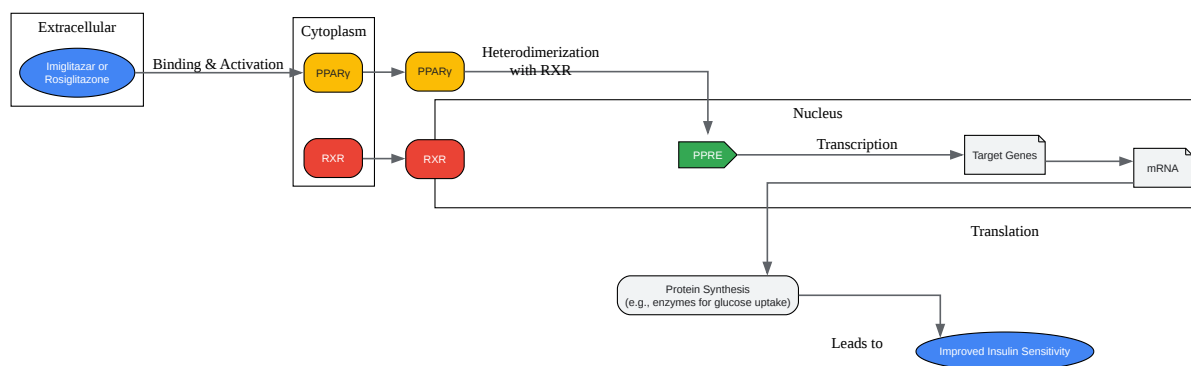 Extracellular
Imiglitazar or
Rosiglitazone
Binding & Activation
Cytoplasm
PPARγ
RXR
PPARγ
RXR
Heterodimerization
with RXR
Nucleus
PPRE
Transcription
Target Genes
mRNA
Translation
Protein Synthesis
(e.g., enzymes for glucose uptake)
Leads to
Improved Insulin Sensitivity